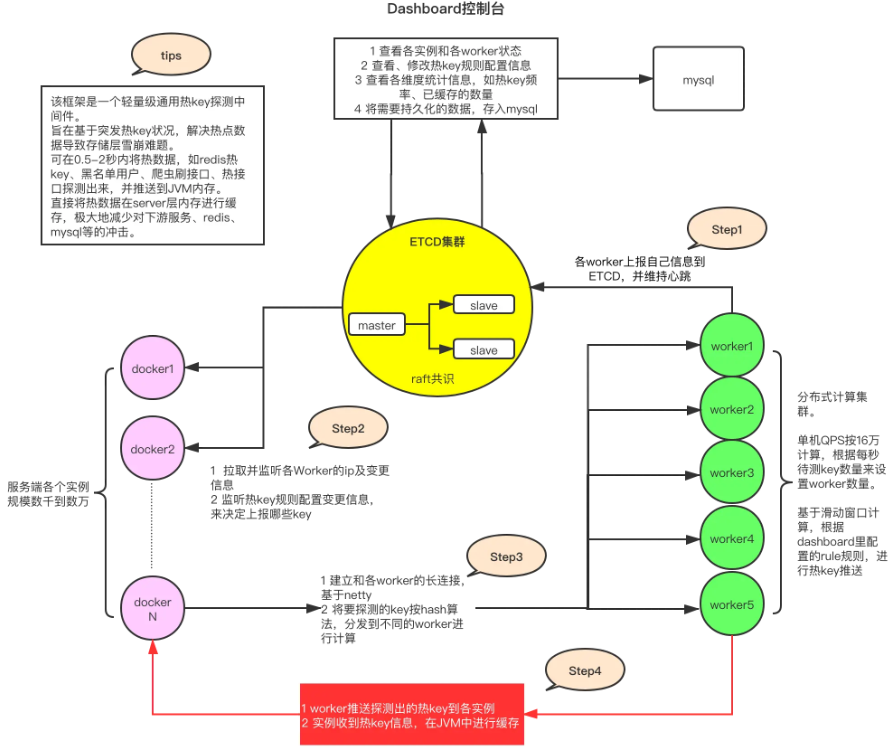 Dashboard控制台
tips
该框架是一个轻量级通用热key探测中
间件。
旨在基于突发热key状况，解决热点数
据导致存储层雪崩难题。
可在0.5-2秒内将热数据，如redis热
key、黑名单用户、爬虫刷接口、热接
口探测出来，并推送到JVM内存。
直接将热数据在server层内存进行缓
存，极大地减少对下游服务、redis、
mysql等的冲击。
1 查看各实例和各worker状态
2 查看、修改热key规则配置信息
3 查看各维度统计信息，如热key频
率、已缓存的数量
4 将需要持久化的数据，存入mysql
mysql
ETCD集群
master
slave
slave
raft共识
Step1
各worker上报自己信息到
ETCD，并维持心跳
docker1
docker2
docker
N
服务端各个实例
规模数千到数万
Step2
1 拉取并监听各Worker的ip及变更
信息
2 监听热key规则配置变更信息，
来决定上报哪些key
Step3
1 建立和各worker的长连接，
基于netty
2 将要探测的key按hash算
法，分发到不同的worker进
行计算
worker1
worker2
worker3
worker4
worker5
分布式计算集
群。
单机QPS按16万
计算，根据每秒
待测key数量来设
置worker数量。
基于滑动窗口计
算，根据
dashboard里配
置的rule规则，进
行热key推送
Step4
1 worker推送探测出的热key到各实例
2 实例收到热key信息，在JVM中进行缓存